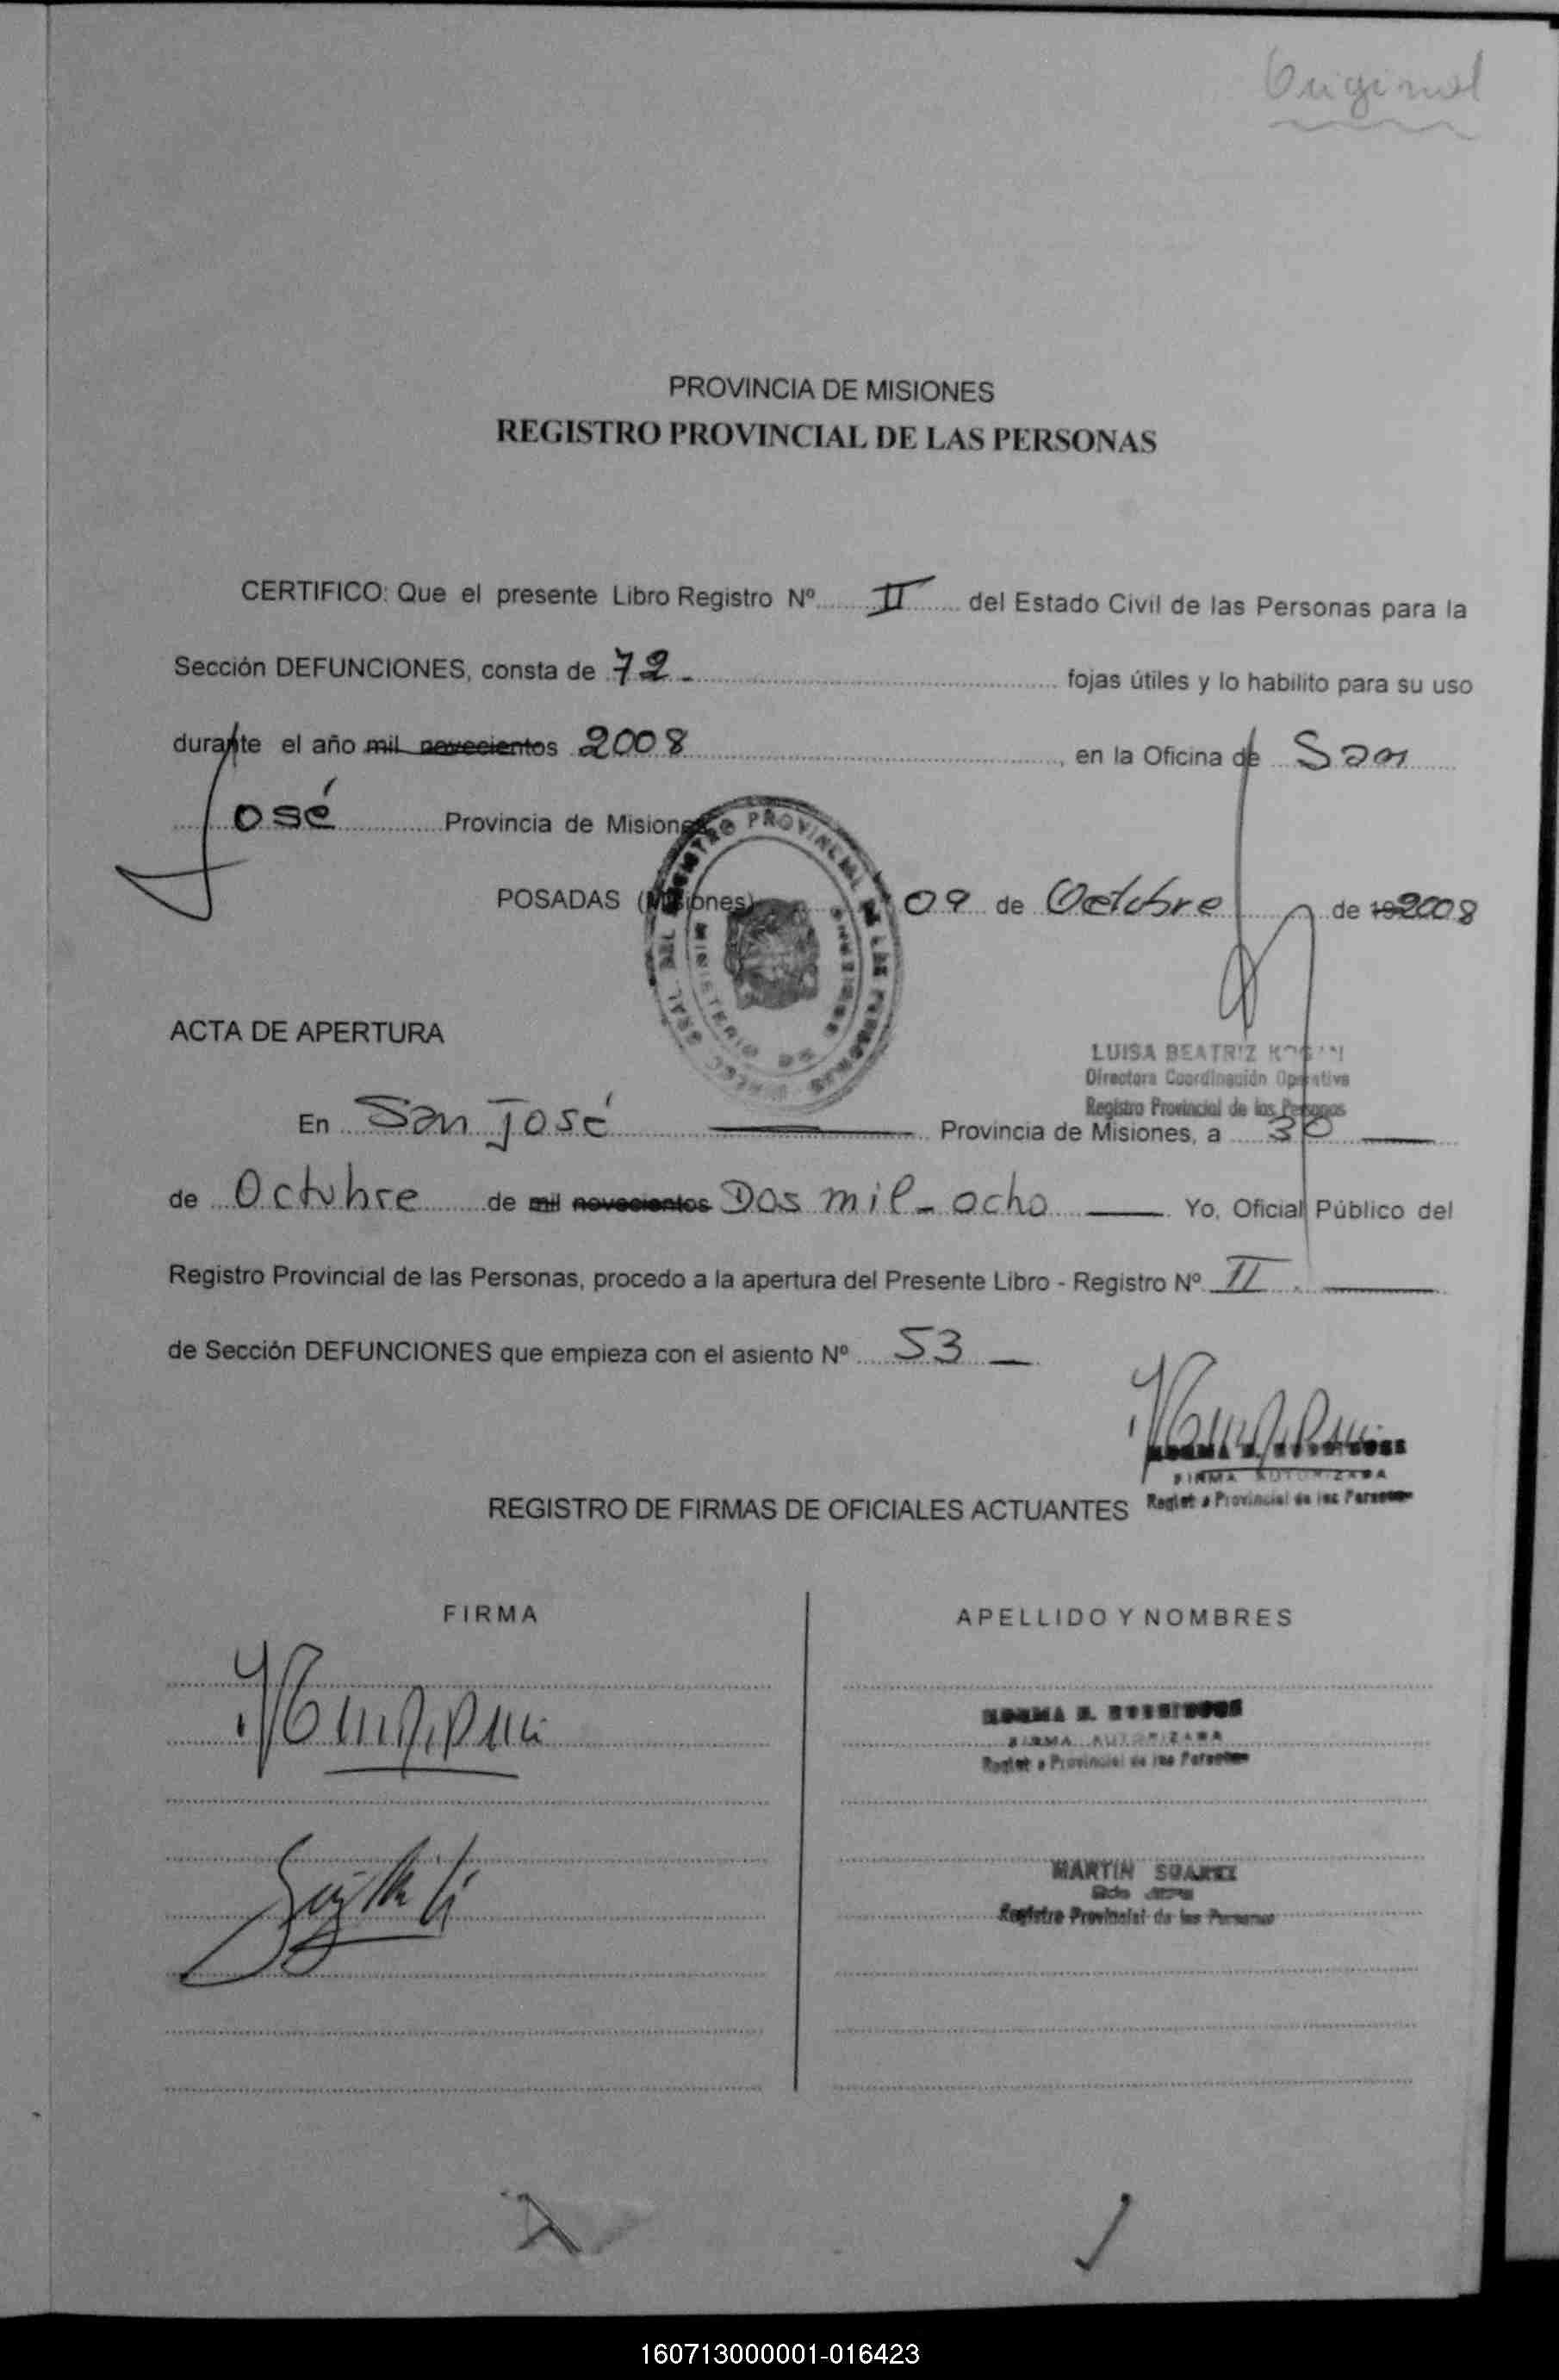 Original
PROVINCIA DE MISIONES
REGISTRO PROVINCIAL DE LAS PERSONAS
CERTIFICO: Que el presente Libro Registro Nº II del Estado Civil de las Personas para la
Sección DEFUNCIONES, consta de 72.- fojas útiles y lo habilito para su uso
durante el año mil novecientos 2008, en la Oficina de San
José Provincia de Misiones
POSADAS (Misiones) 09 de Octubre de 192008
ACTA DE APERTURA
LUISA BEATRIZ
Directora Coordinación Operativa
Registro Provincial de las Personas
En San José Provincia de Misiones, a 30
de Octubre de mil novecientos Dos mil - ocho Yo, Oficial Público del
Registro Provincial de las Personas, procedo a la apertura del Presente Libro - Registro Nº II
de Sección DEFUNCIONES que empieza con el asiento Nº 53
FIRMA AUTORIZADA
Registro Provincial de las Personas
REGISTRO DE FIRMAS DE OFICIALES ACTUANTES
FIRMA APELLIDO Y NOMBRES
NORMA
FIRMA AUTORIZADA
Registro Provincial de las Personas
MARTIN SUAREZ
Registro Provincial de las Personas
160713000001-016423